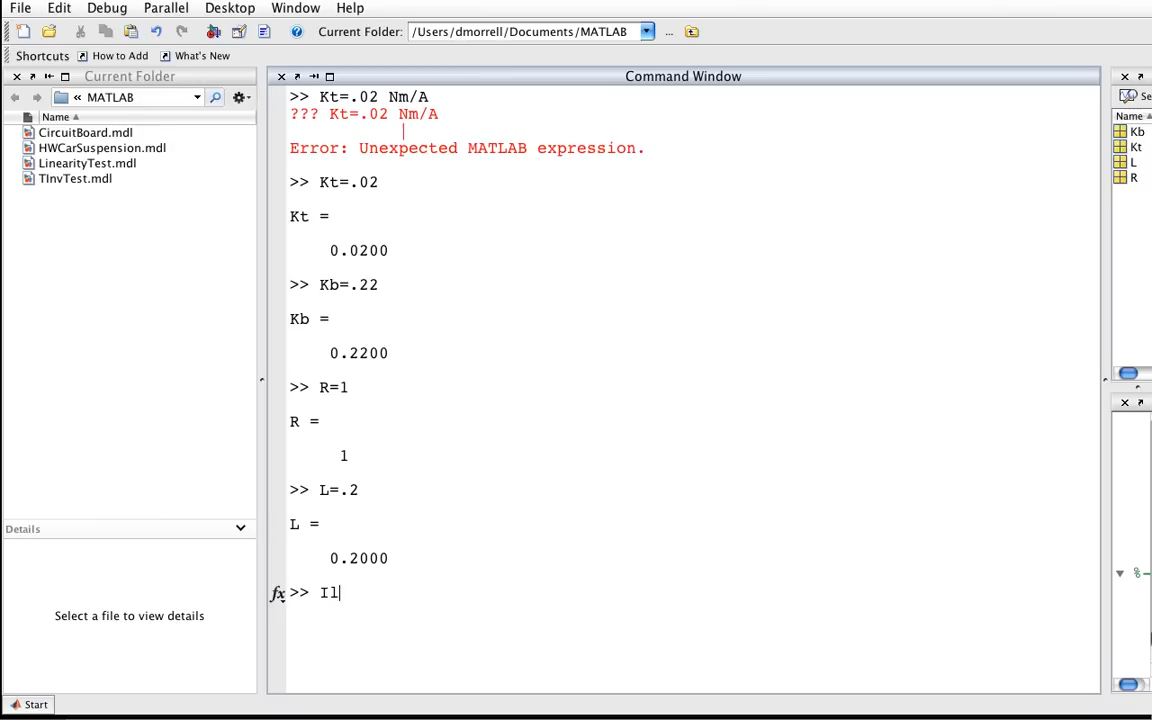 File Edit Debug Parallel Desktop Window Help
Current Folder: /Users/dmorrell/Documents/MATLAB ...
Shortcuts How to Add What's New
Current Folder
« MATLAB
Name
CircuitBoard.mdl
HWCarSuspension.mdl
LinearityTest.mdl
TInvTest.mdl
Details
Select a file to view details
Start
Command Window
>> Kt=.02 Nm/A
??? Kt=.02 Nm/A
|
Error: Unexpected MATLAB expression.
>> Kt=.02
Kt =
0.0200
>> Kb=.22
Kb =
0.2200
>> R=1
R =
1
>> L=.2
L =
0.2000
fx >> Il
Se
Name
Kb
Kt
L
R
%-